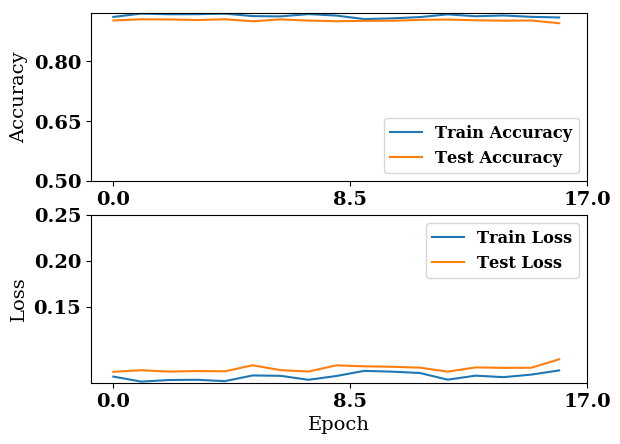 Accuracy
0.80
0.65
0.50
Train Accuracy
Test Accuracy
0.0 8.5 17.0
Loss
0.25
0.20
0.15
Train Loss
Test Loss
0.0 8.5 17.0
Epoch